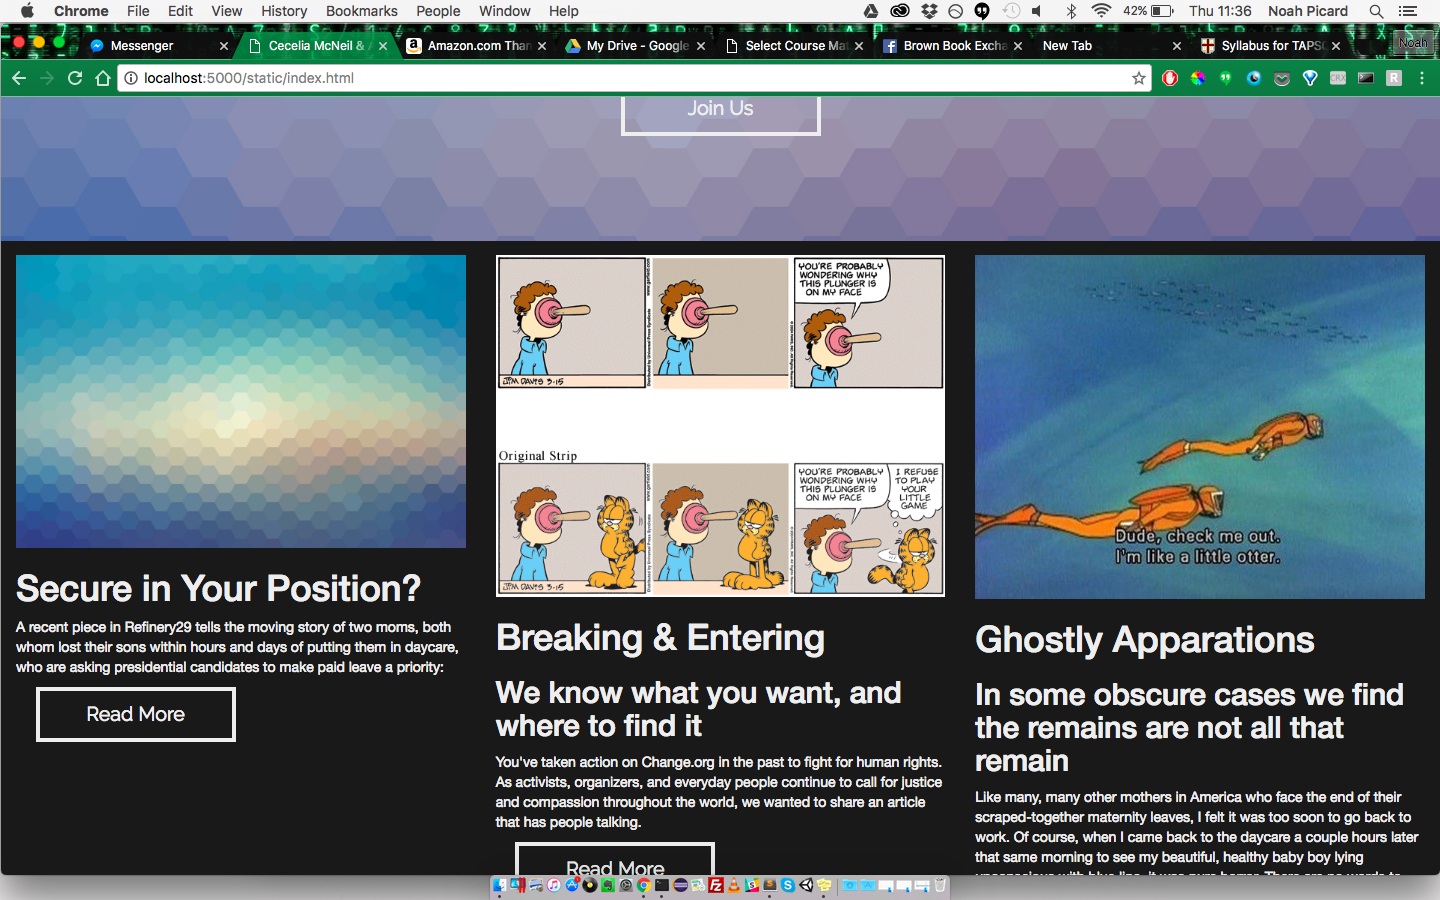 Chrome File Edit View History Bookmarks People Window Help 42% Thu 11:36 Noah Picard
Messenger Cecelia McNeil & Amazon.com Than My Drive - Google Select Course Mat Facebook Brown Book Excha New Tab Syllabus for TAPS Noah
localhost:5000/static/index.html
Join Us
YOU'RE PROBABLY
WONDERING WHY
THIS PLUNGER IS
ON MY FACE
JIM DAVIS 3-15
Original Strip
YOU'RE PROBABLY
WONDERING WHY
THIS PLUNGER IS
ON MY FACE
I REFUSE
TO PLAY
YOUR
LITTLE
GAME
JIM DAVIS 3-15
Dude, check me out.
I'm like a little otter.
Secure in Your Position?
A recent piece in Refinery29 tells the moving story of two moms, both
whom lost their sons within hours and days of putting them in daycare,
who are asking presidential candidates to make paid leave a priority:
Read More
Breaking & Entering
We know what you want, and
where to find it
You've taken action on Change.org in the past to fight for human rights.
As activists, organizers, and everyday people continue to call for justice
and compassion throughout the world, we wanted to share an article
that has people talking.
Read More
Ghostly Apparations
In some obscure cases we find
the remains are not all that
remain
Like many, many other mothers in America who face the end of their
scraped-together maternity leaves, I felt it was too soon to go back to
work. Of course, when I came back to the daycare a couple hours later
that same morning to see my beautiful, healthy baby boy lying